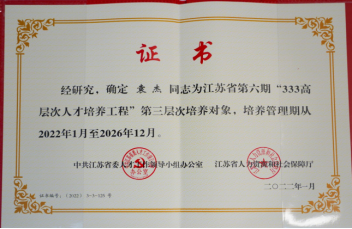 证书
经研究，确定 袁杰 同志为江苏省第六期“333高
层次人才培养工程”第三层次培养对象，培养管理期从
2022年1月至2026年12月。
中共江苏省委人才工作领导小组办公室 江苏省人力资源和社会保障厅
二〇二二年一月